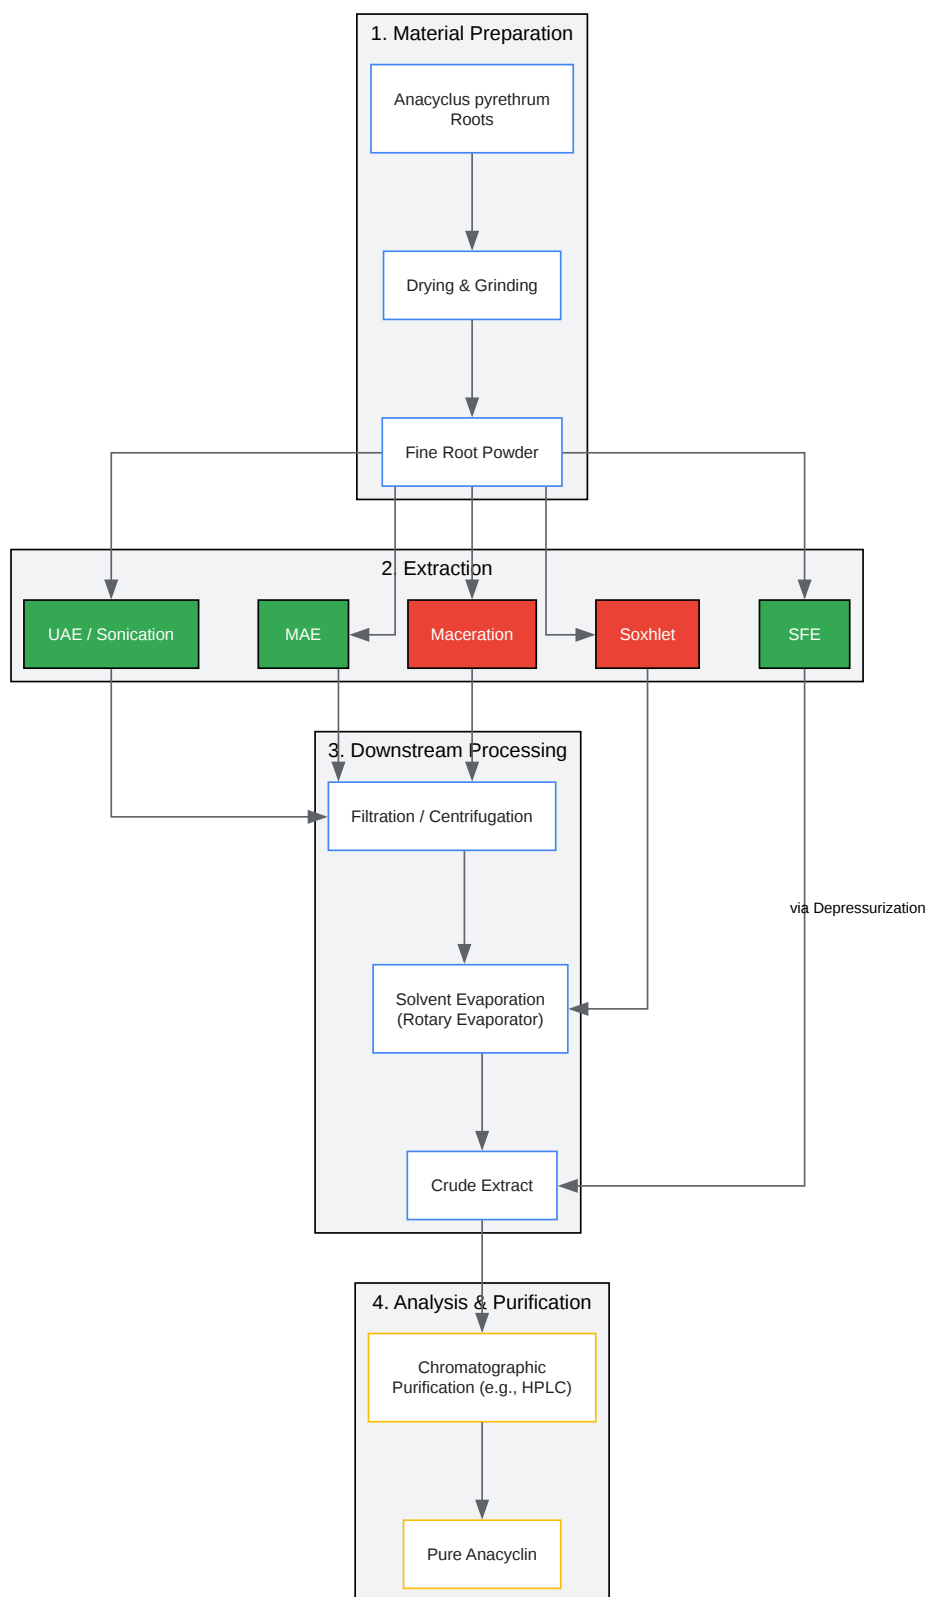 1. Material Preparation
Anacyclus pyrethrum
Roots
Drying & Grinding
Fine Root Powder
2. Extraction
UAE / Sonication
MAE
Maceration
Soxhlet
SFE
3. Downstream Processing
Filtration / Centrifugation
via Depressurization
Solvent Evaporation
(Rotary Evaporator)
Crude Extract
4. Analysis & Purification
Chromatographic
Purification (e.g., HPLC)
Pure Anacyclin